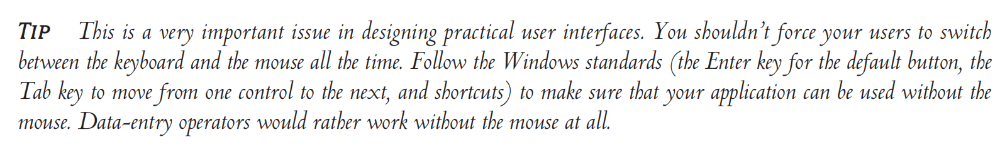 TIP This is a very important issue in designing practical user interfaces. You shouldn’t force your users to switch
between the keyboard and the mouse all the time. Follow the Windows standards (the Enter key for the default button, the
Tab key to move from one control to the next, and shortcuts) to make sure that your application can be used without the
mouse. Data-entry operators would rather work without the mouse at all.